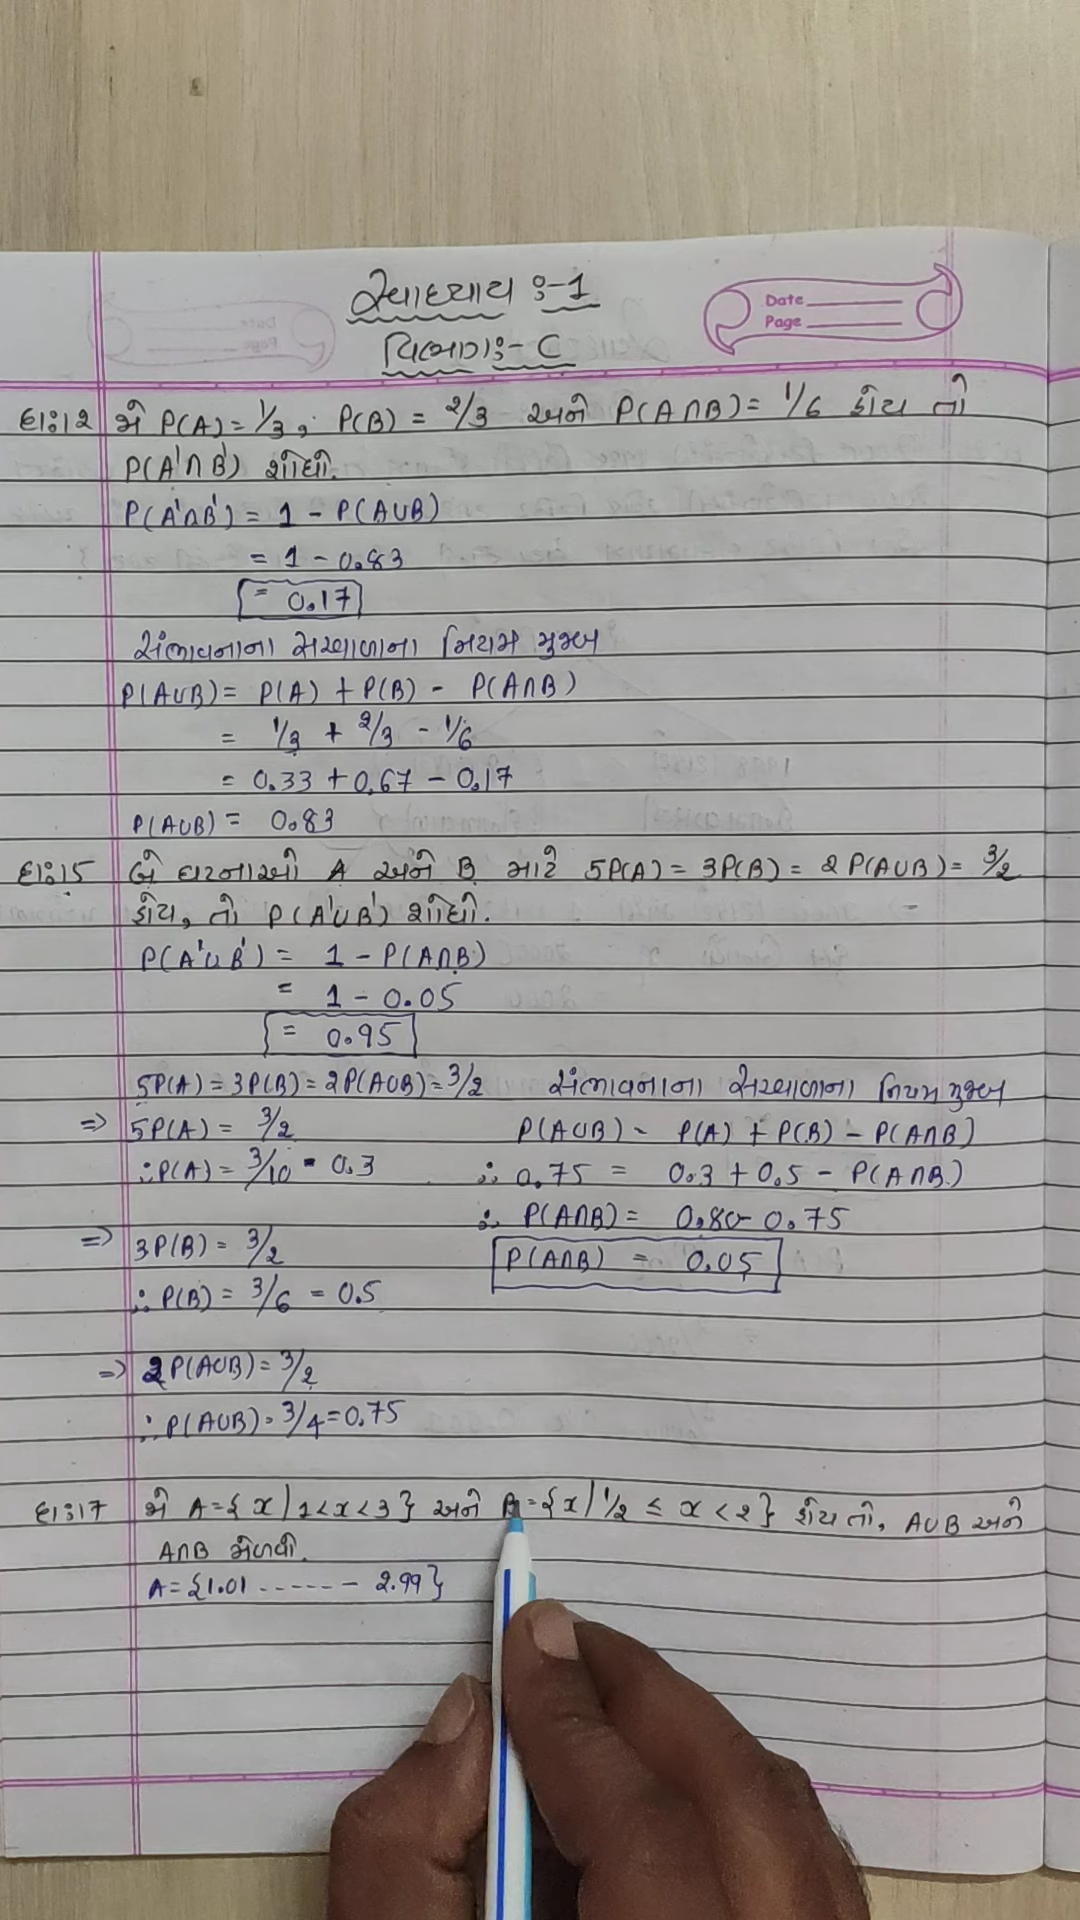 સ્વાધ્યાય :- 1
વિભાગ :- C
Date
Page
દા:12 જો P(A) = 1/3, P(B) = 2/3 અને P(A∩B) = 1/6 હોય તો
P(A'∩B') શોધો.
P(A'∩B') = 1 - P(A∪B)
= 1 - 0.83
= 0.17
સંભાવનાના સરવાળાના નિયમ મુજબ
P(A∪B) = P(A) + P(B) - P(A∩B)
= 1/3 + 2/3 - 1/6
= 0.33 + 0.67 - 0.17
P(A∪B) = 0.83
દા:15 બે ઘટનાઓ A અને B માટે 5P(A) = 3P(B) = 2P(A∪B) = 3/2
હોય, તો P(A'∪B') શોધો.
P(A'∪B') = 1 - P(A∩B)
= 1 - 0.05
= 0.95
5P(A) = 3P(B) = 2P(A∪B) = 3/2
⇒ 5P(A) = 3/2
∴ P(A) = 3/10 = 0.3
⇒ 3P(B) = 3/2
∴ P(B) = 3/6 = 0.5
⇒ 2P(A∪B) = 3/2
∴ P(A∪B) = 3/4 = 0.75
સંભાવનાના સરવાળાના નિયમ મુજબ
P(A∪B) = P(A) + P(B) - P(A∩B)
∴ 0.75 = 0.3 + 0.5 - P(A∩B)
∴ P(A∩B) = 0.80 - 0.75
P(A∩B) = 0.05
દા:17 જો A = {x | 1 < x < 3} અને B = {x | 1/2 ≤ x < 2} હોય તો, A∪B અને
A∩B મેળવો.
A = {1.01 ------ 2.99}